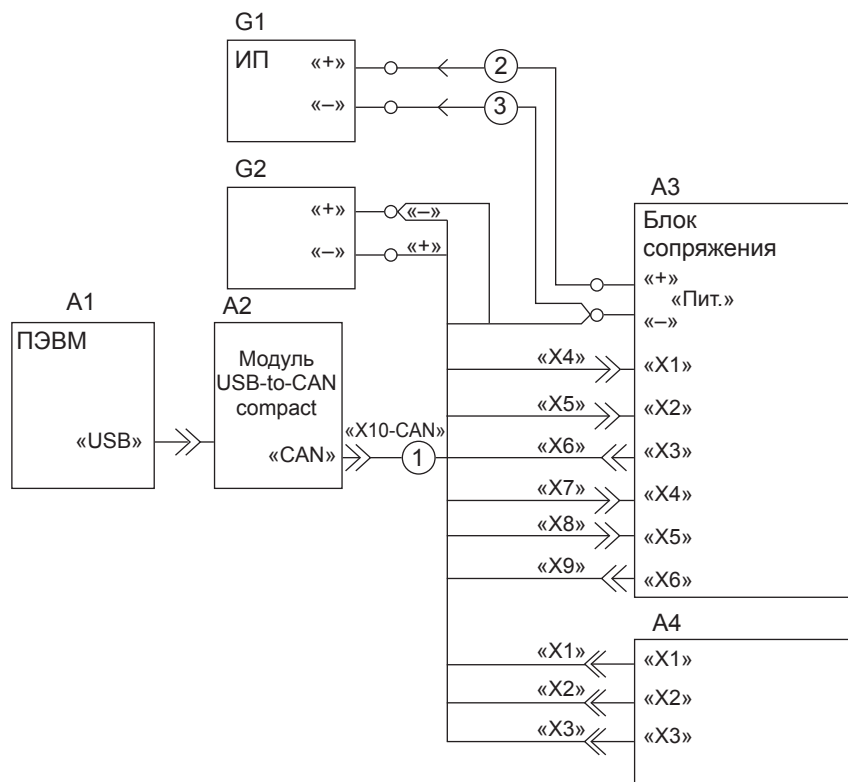 G1
ИП
«+»
2
«–»
3
G2
«+»
«–»
«–»
«+»
A3
Блок
сопряжения
«+»
«Пит.»
«–»
A1
ПЭВМ
«USB»
A2
Модуль
USB-to-CAN
compact
«CAN»
«X10-CAN»
1
«X4»
«X1»
«X5»
«X2»
«X6»
«X3»
«X7»
«X4»
«X8»
«X5»
«X9»
«X6»
A4
«X1»
«X1»
«X2»
«X2»
«X3»
«X3»